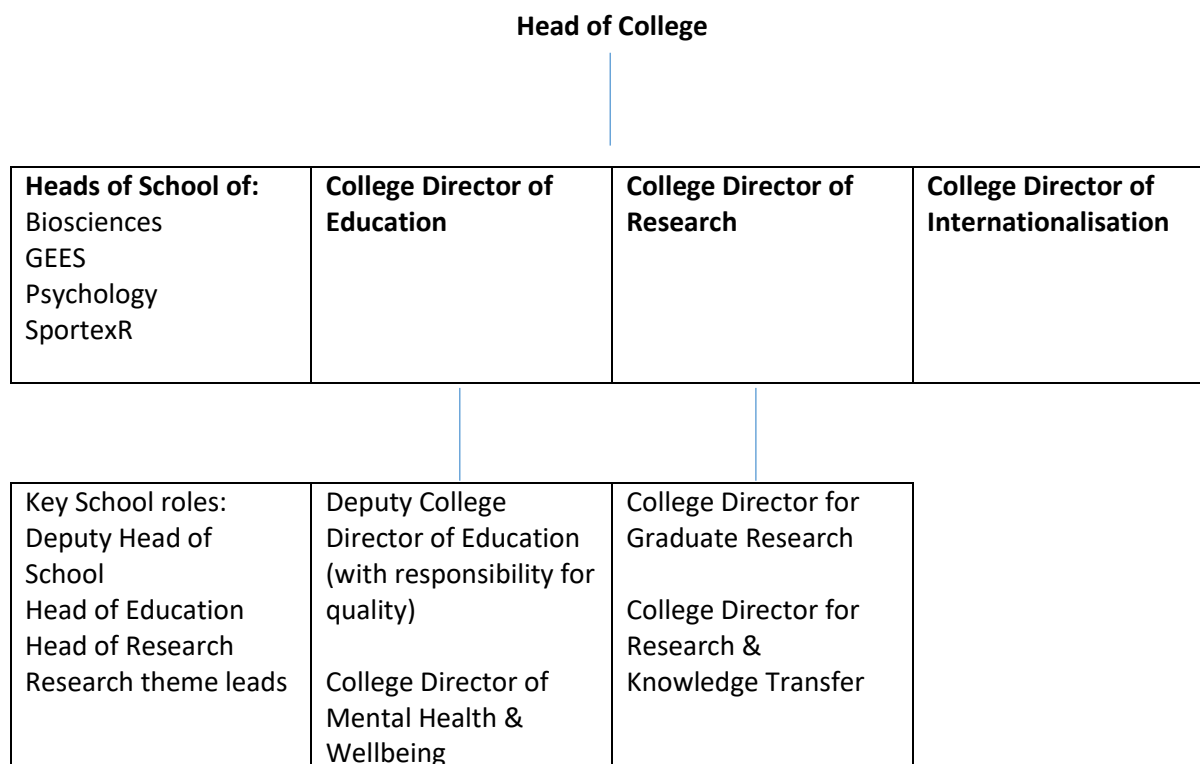 Head of College
Heads of School of:
Biosciences
GEES
Psychology
SportexR
College Director of
Education
College Director of
Research
College Director of
Internationalisation
Key School roles:
Deputy Head of
School
Head of Education
Head of Research
Research theme leads
Deputy College
Director of Education
(with responsibility for
quality)
College Director of
Mental Health &
Wellbeing
College Director for
Graduate Research
College Director for
Research &
Knowledge Transfer